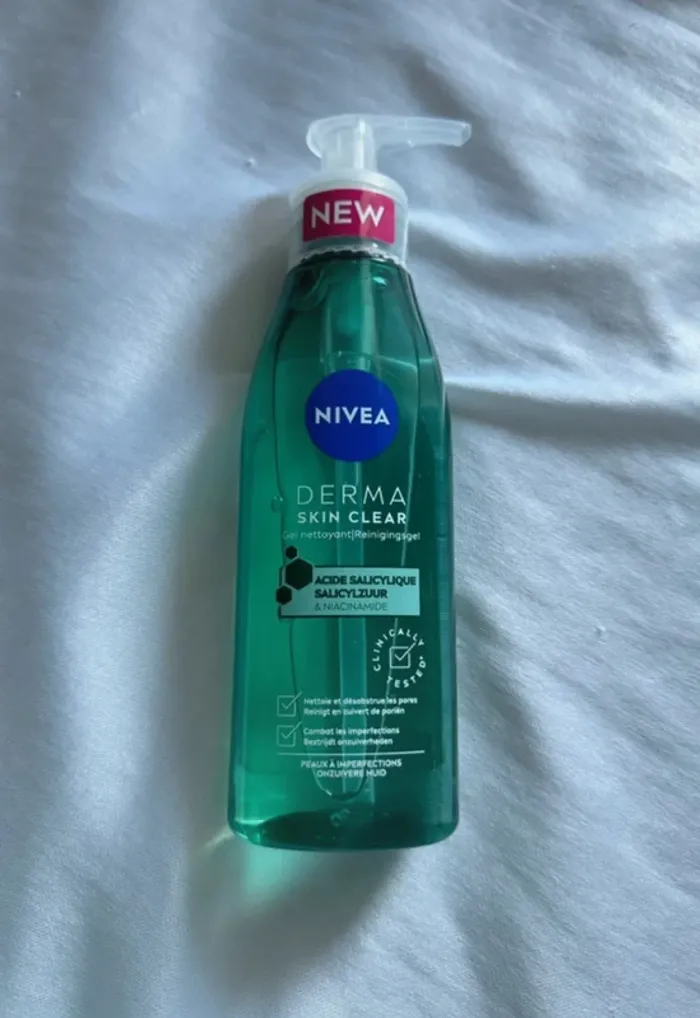 NEW
NIVEA
DERMA
SKIN CLEAR
Gel nettoyant|Reinigingsgel
ACIDE SALICYLIQUE
SALICYLZUUR
& NIACINAMIDE
CLINICALLY
TESTED*
Nettoie et désobstrue les pores
Reinigt en zuivert de poriën
Combat les imperfections
Bestrijdt onzuiverheden
PEAUX À IMPERFECTIONS
ONZUIVERE HUID